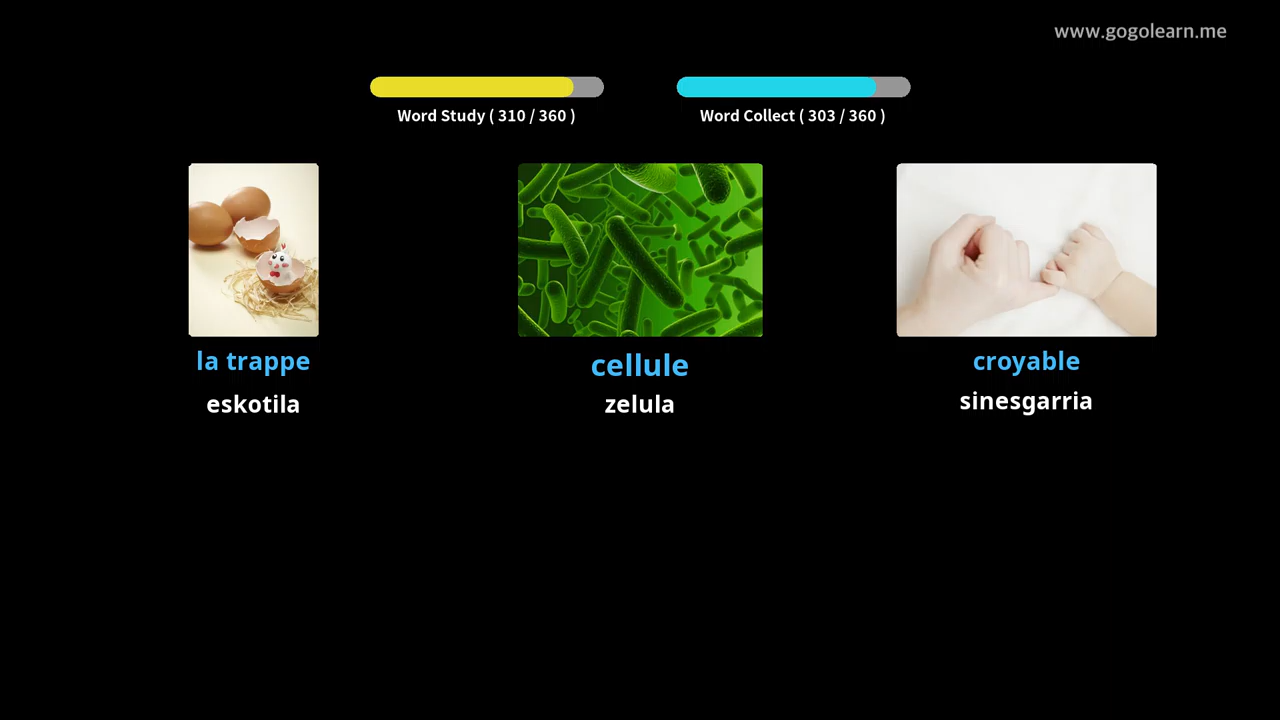 www.gogolearn.me
Word Study ( 310 / 360 )
Word Collect ( 303 / 360 )
la trappe
cellule
croyable
eskotila
zelula
sinesgarria